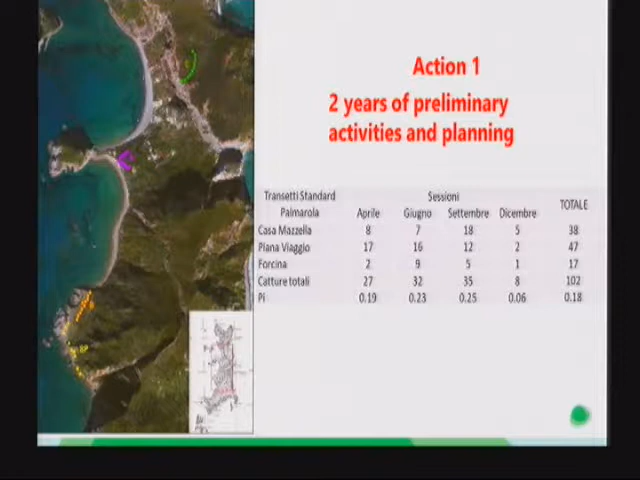 Action 1
2 years of preliminary
activities and planning
Transetti Standard Sessioni
Palmarola Aprile Giugno Settembre Dicembre TOTALE
Casa Mazzella 8 7 18 5 38
Piana Viaggio 17 16 12 2 47
Forcina 2 9 5 1 17
Catture totali 27 32 35 8 102
Pi 0.19 0.23 0.25 0.06 0.18